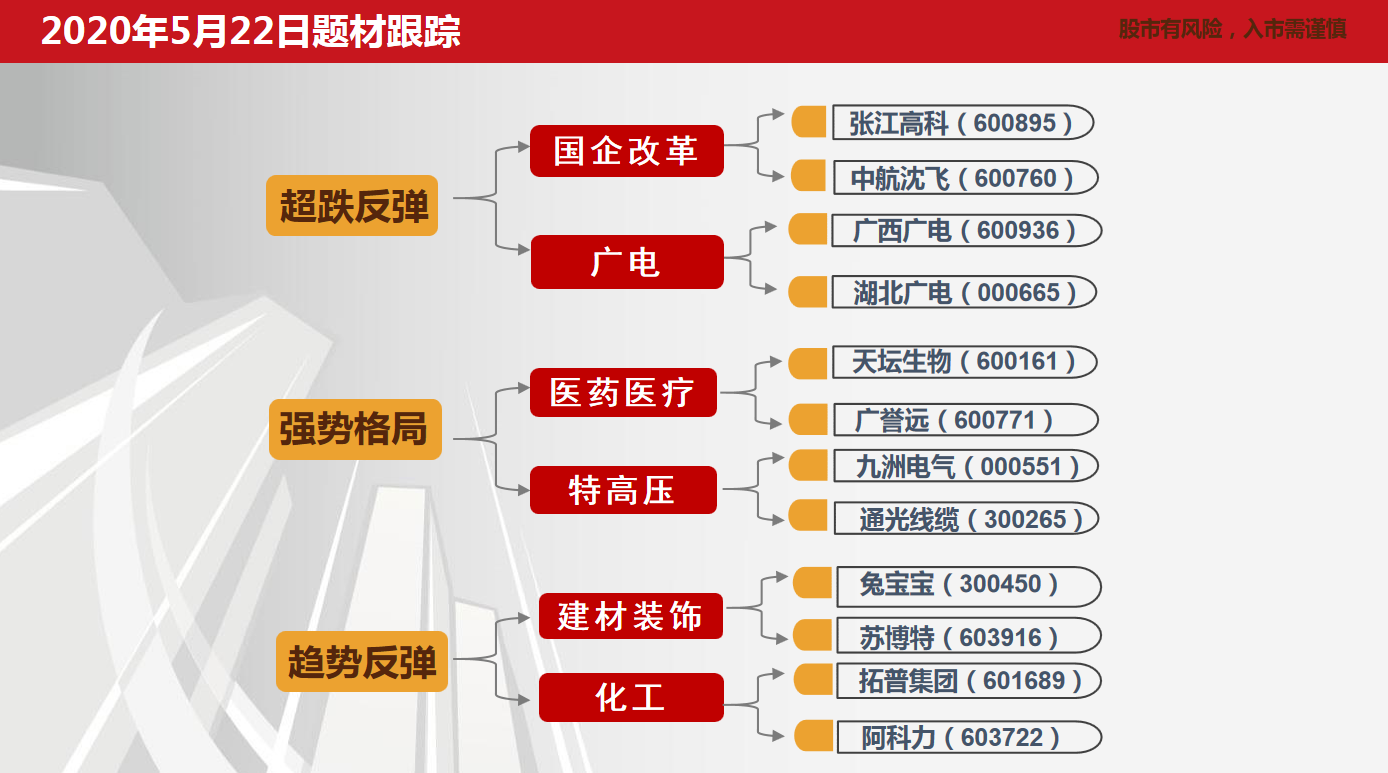 2020年5月22日题材跟踪
股市有风险，入市需谨慎
超跌反弹
国企改革
张江高科（600895）
中航沈飞（600760）
广电
广西广电（600936）
湖北广电（000665）
强势格局
医药医疗
天坛生物（600161）
广誉远（600771）
特高压
九洲电气（000551）
通光线缆（300265）
趋势反弹
建材装饰
兔宝宝（300450）
苏博特（603916）
化工
拓普集团（601689）
阿科力（603722）